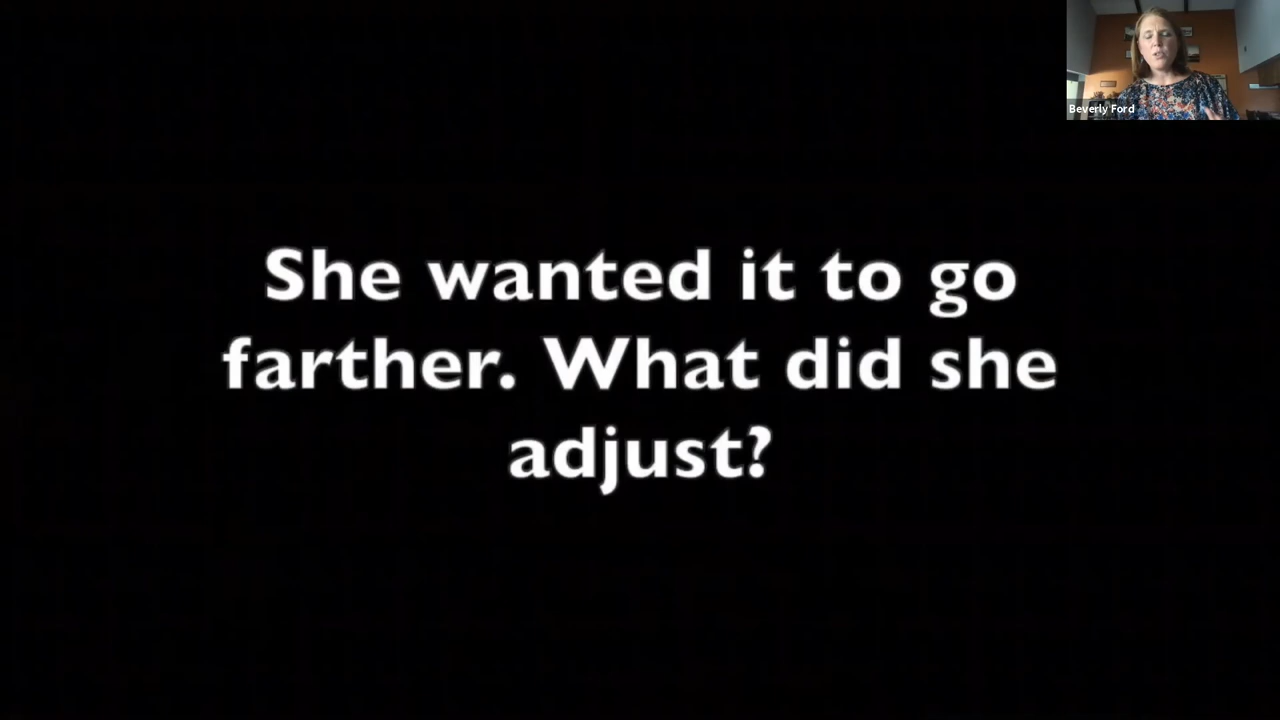 Beverly Ford
She wanted it to go
farther. What did she
adjust?